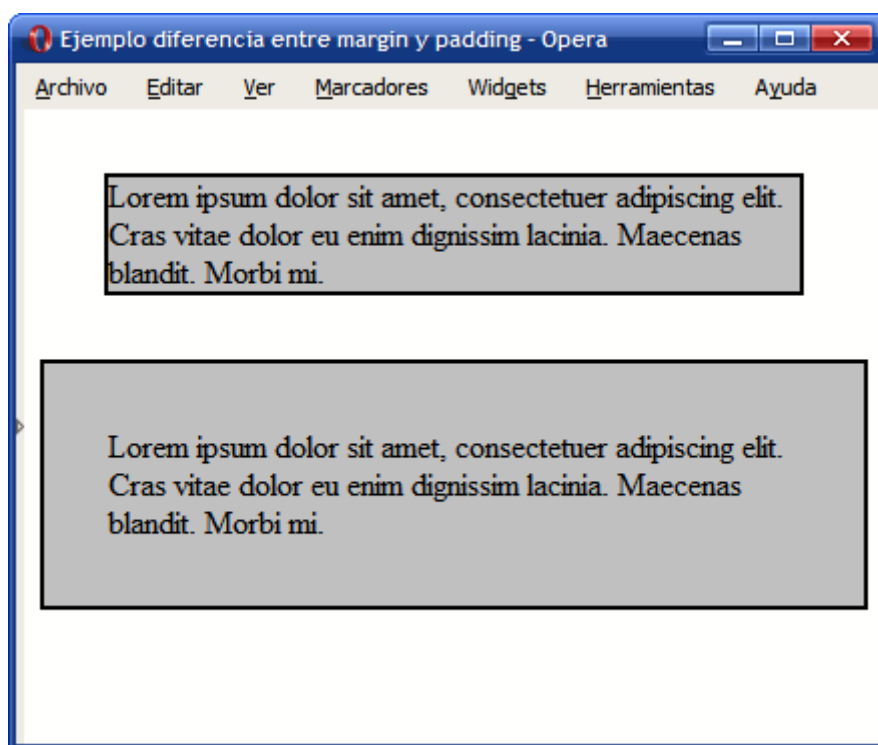 Ejemplo diferencia entre margin y padding - Opera
Archivo Editar Ver Marcadores Widgets Herramientas Ayuda
Lorem ipsum dolor sit amet, consectetuer adipiscing elit.
Cras vitae dolor eu enim dignissim lacinia. Maecenas
blandit. Morbi mi.
Lorem ipsum dolor sit amet, consectetuer adipiscing elit.
Cras vitae dolor eu enim dignissim lacinia. Maecenas
blandit. Morbi mi.